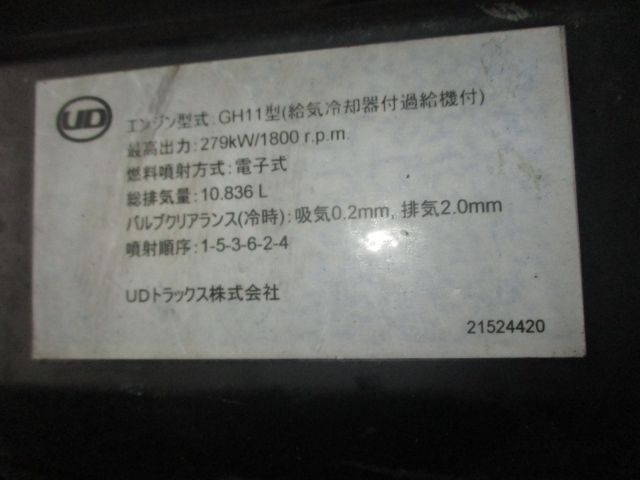 UD
エンジン型式:GH11型(給気冷却器付過給機付)
最高出力:279kW/1800 r.p.m.
燃料噴射方式:電子式
総排気量:10.836 L
バルブクリアランス(冷時):吸気0.2mm, 排気2.0mm
噴射順序:1-5-3-6-2-4
UDトラックス株式会社
21524420